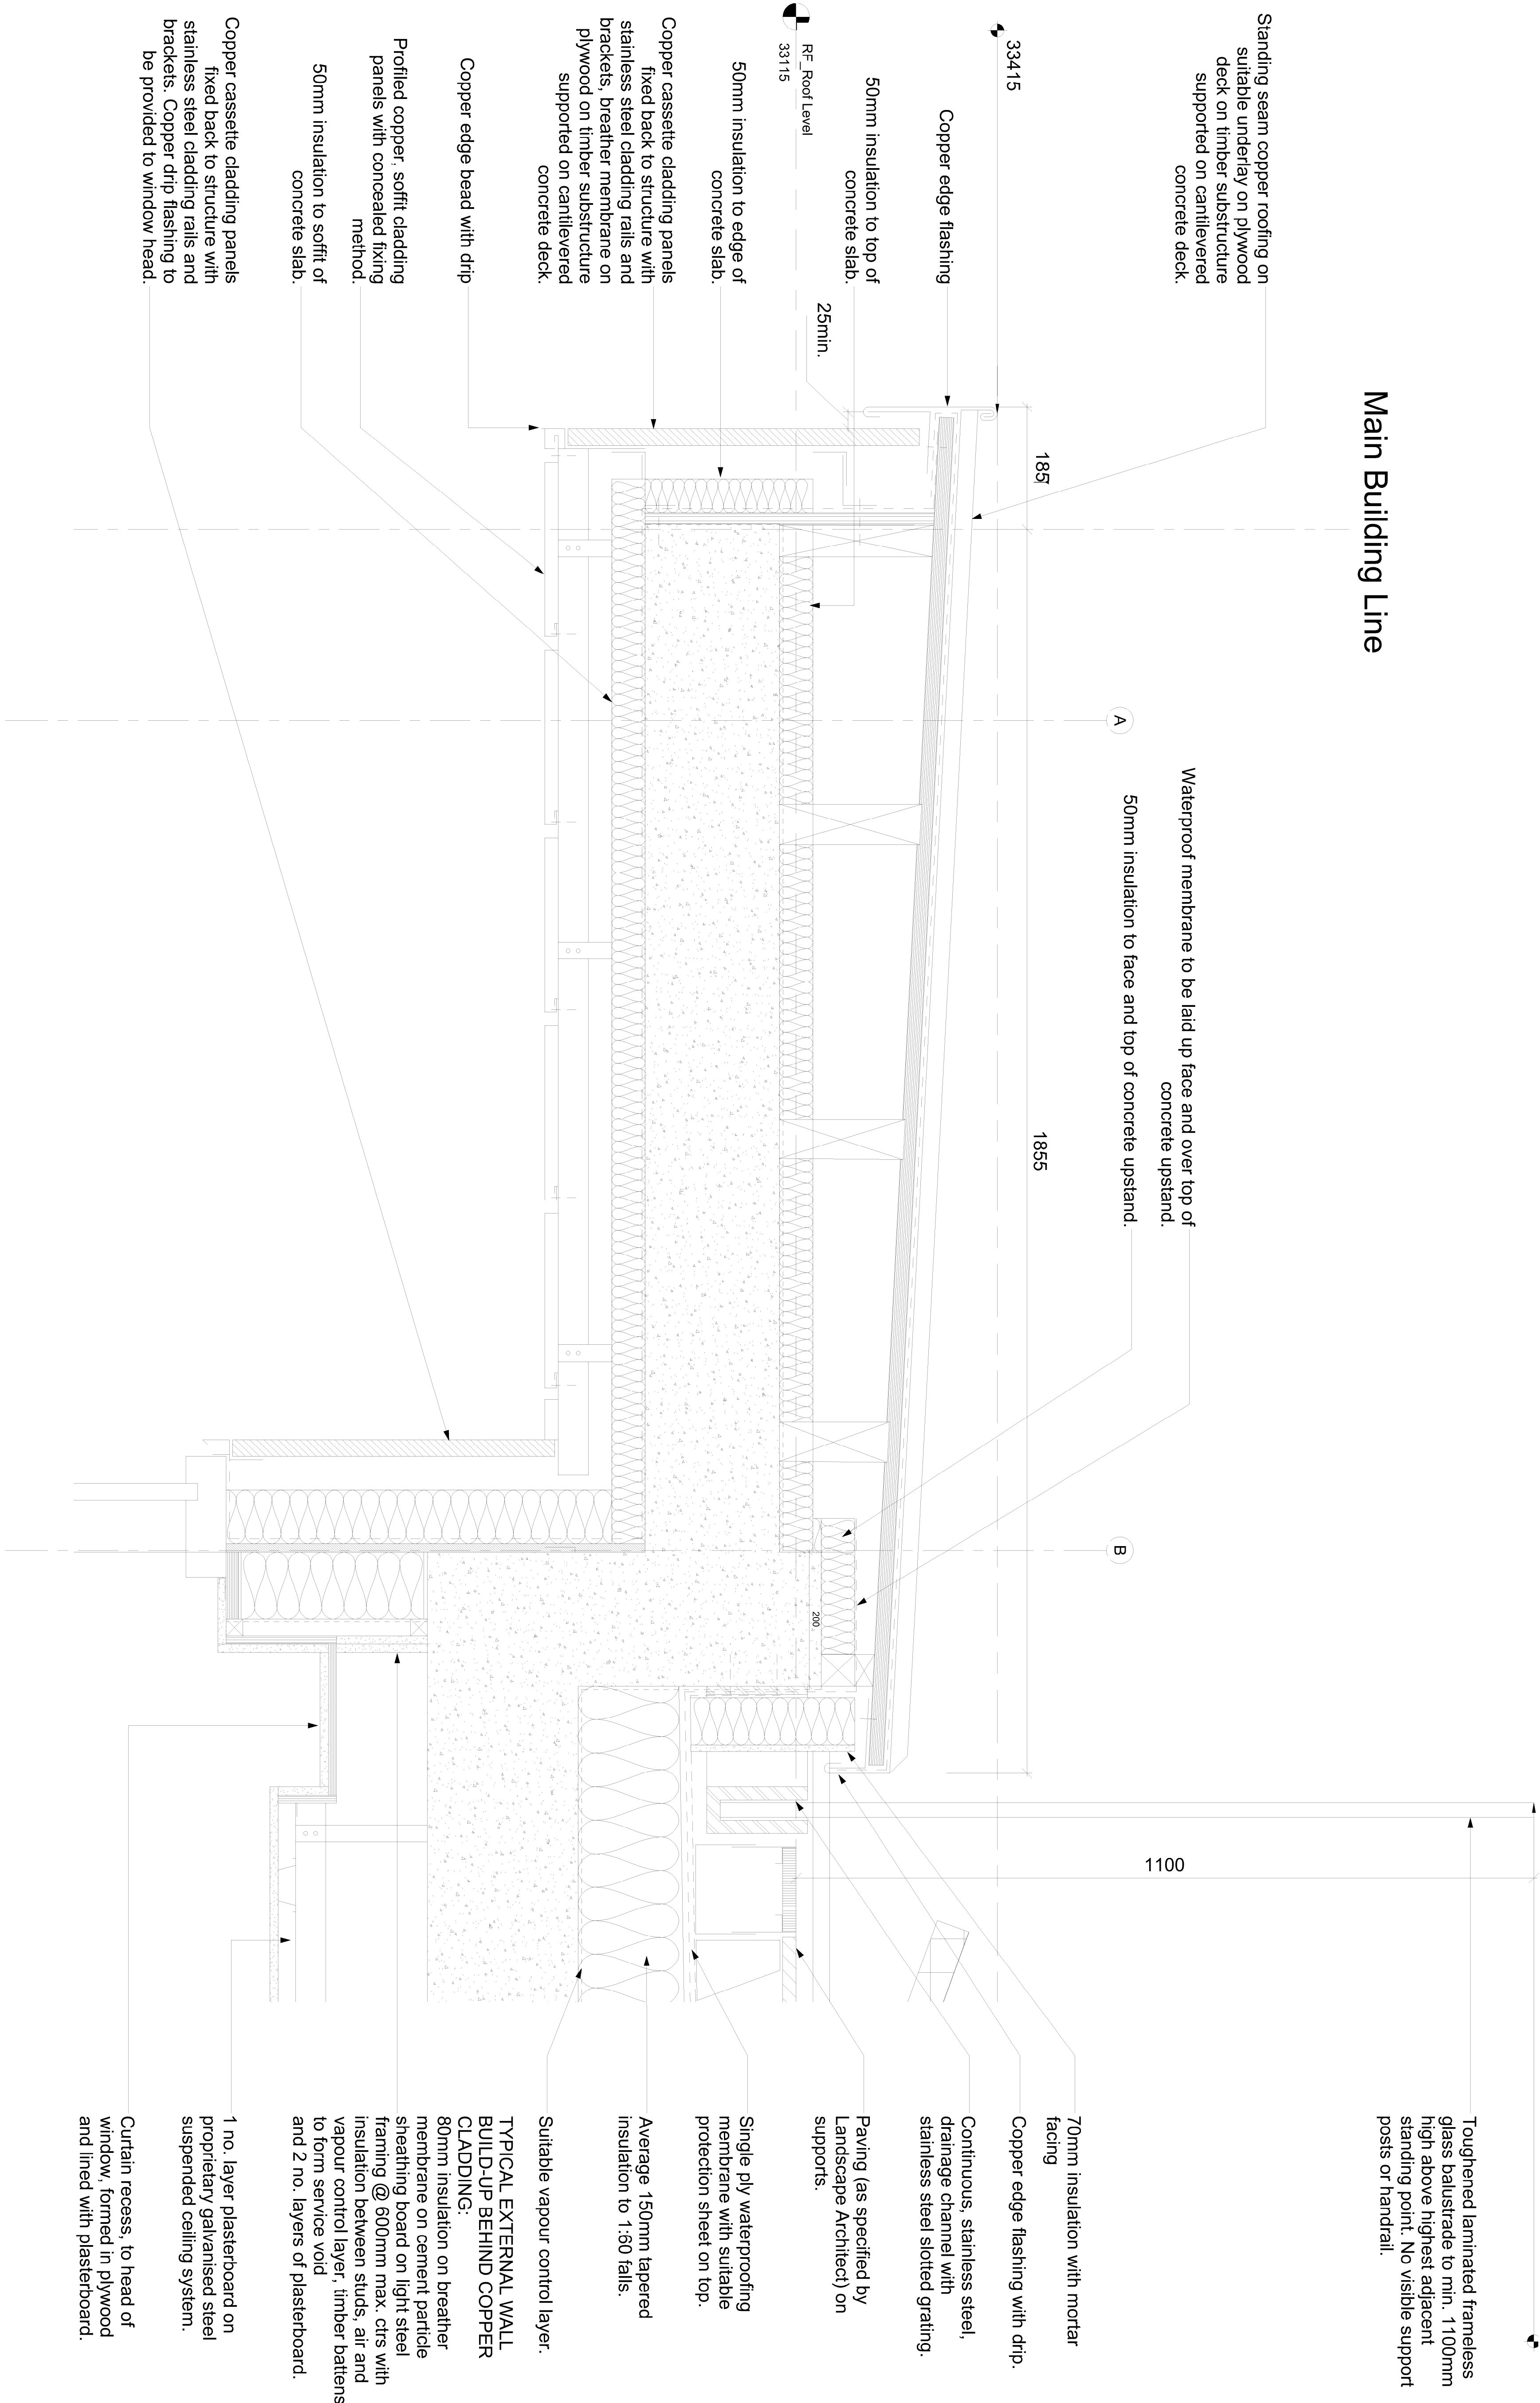 Main Building Line
Standing seam copper roofing on
suitable underlay on plywood
deck on timber substructure
supported on cantilevered
concrete deck.
33415
RF_Roof Level
33115
Copper edge flashing
50mm insulation to top of
concrete slab.
25min.
50mm insulation to edge of
concrete slab.
Copper cassette cladding panels
fixed back to structure with
stainless steel cladding rails and
brackets, breather membrane on
plywood on timber substructure
supported on cantilevered
concrete deck.
Copper edge bead with drip
Profiled copper, soffit cladding
panels with concealed fixing
method.
50mm insulation to soffit of
concrete slab.
Copper cassette cladding panels
fixed back to structure with
stainless steel cladding rails and
brackets. Copper drip flashing to
be provided to window head.
185
1855
A
B
Waterproof membrane to be laid up face and over top of
concrete upstand.
50mm insulation to face and top of concrete upstand.
200
1100
Toughened laminated frameless
glass balustrade to min. 1100mm
high above highest adjacent
standing point. No visible support
posts or handrail.
70mm insulation with mortar
facing
Copper edge flashing with drip.
Continuous, stainless steel,
drainage channel with
stainless steel slotted grating.
Paving (as specified by
Landscape Architect) on
supports.
Single ply waterproofing
membrane with suitable
protection sheet on top.
Average 150mm tapered
insulation to 1:60 falls.
Suitable vapour control layer.
TYPICAL EXTERNAL WALL
BUILD-UP BEHIND COPPER
CLADDING:
80mm insulation on breather
membrane on cement particle
sheathing board on light steel
framing @ 600mm max. ctrs with
insulation between studs, air and
vapour control layer, timber battens
to form service void
and 2 no. layers of plasterboard.
1 no. layer plasterboard on
proprietary galvanised steel
suspended ceiling system.
Curtain recess, to head of
window, formed in plywood
and lined with plasterboard.